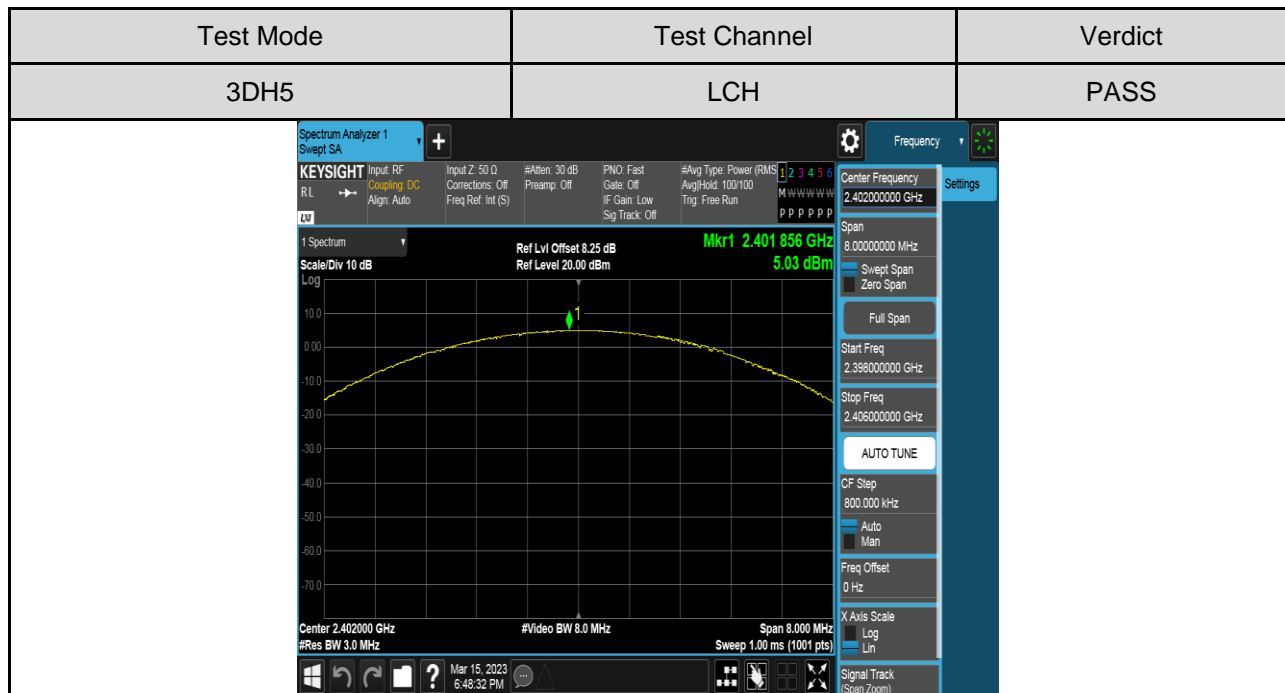 Test Mode Test Channel Verdict
3DH5 LCH PASS
Spectrum Analyzer 1
Swept SA
+
Frequency
KEYSIGHT Input: RF Input Z: 50 Ω #Atten: 30 dB PNO: Fast #Avg Type: Power (RMS 1 2 3 4 5 6
R L Coupling: DC Corrections: Off Preamp: Off Gate: Off Avg|Hold: 100/100 M W W W W W
Align: Auto Freq Ref: Int (S) IF Gain: Low Trig: Free Run
LXI Sig Track: Off P P P P P P
Center Frequency
2.402000000 GHz
Settings
1 Spectrum
Ref Lvl Offset 8.25 dB
Mkr1 2.401 856 GHz
Scale/Div 10 dB
Ref Level 20.00 dBm
5.03 dBm
Log
1
10.0
0.00
-10.0
-20.0
-30.0
-40.0
-50.0
-60.0
-70.0
Center 2.402000 GHz #Video BW 8.0 MHz Span 8.000 MHz
#Res BW 3.0 MHz Sweep 1.00 ms (1001 pts)
Span
8.00000000 MHz
Swept Span
Zero Span
Full Span
Start Freq
2.398000000 GHz
Stop Freq
2.406000000 GHz
AUTO TUNE
CF Step
800.000 kHz
Auto
Man
Freq Offset
0 Hz
X Axis Scale
Log
Lin
Signal Track
(Span Zoom)
?
Mar 15, 2023
6:48:32 PM